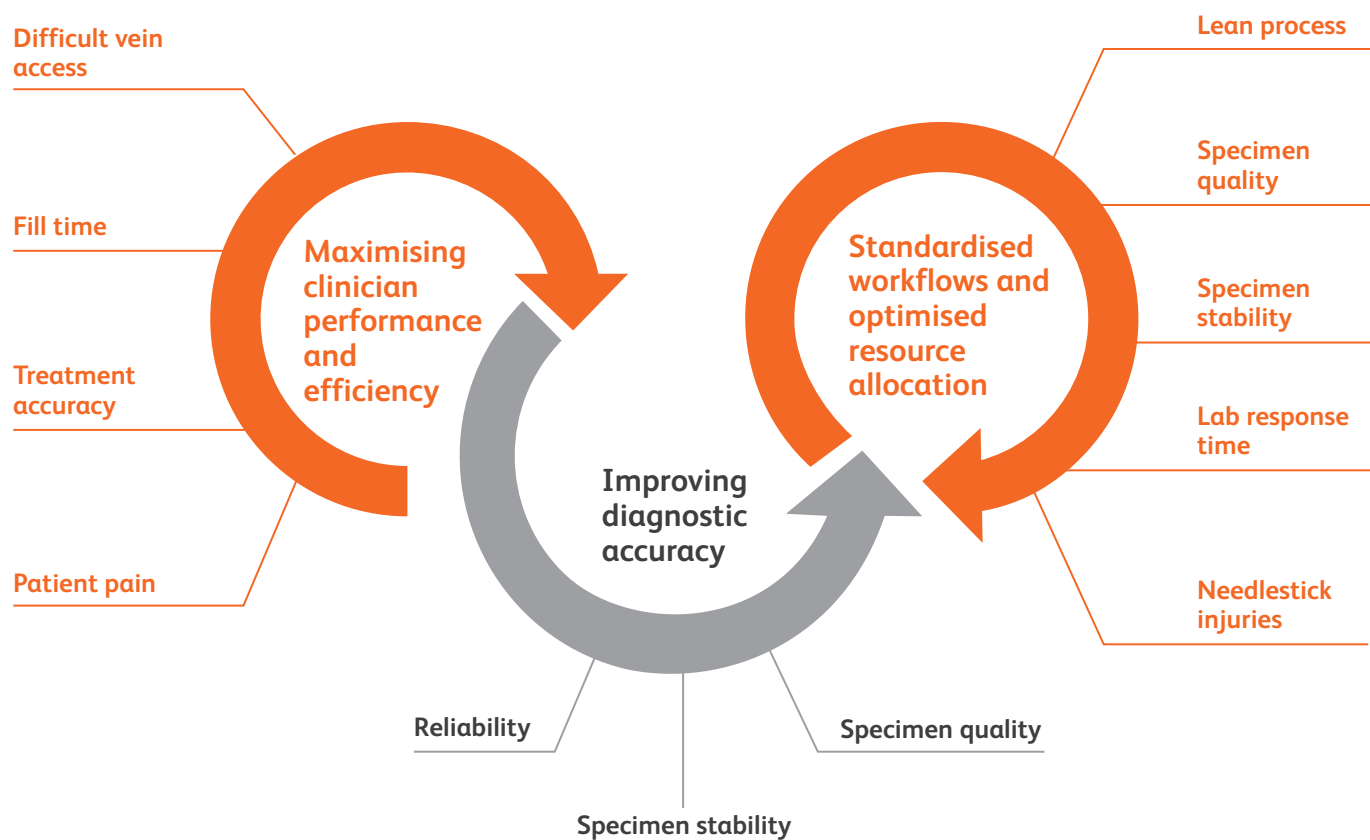 Difficult vein
access
Fill time
Treatment
accuracy
Patient pain
Maximising
clinician
performance
and
efficiency
Improving
diagnostic
accuracy
Reliability
Specimen stability
Specimen quality
Standardised
workflows and
optimised
resource
allocation
Lean process
Specimen
quality
Specimen
stability
Lab response
time
Needlestick
injuries